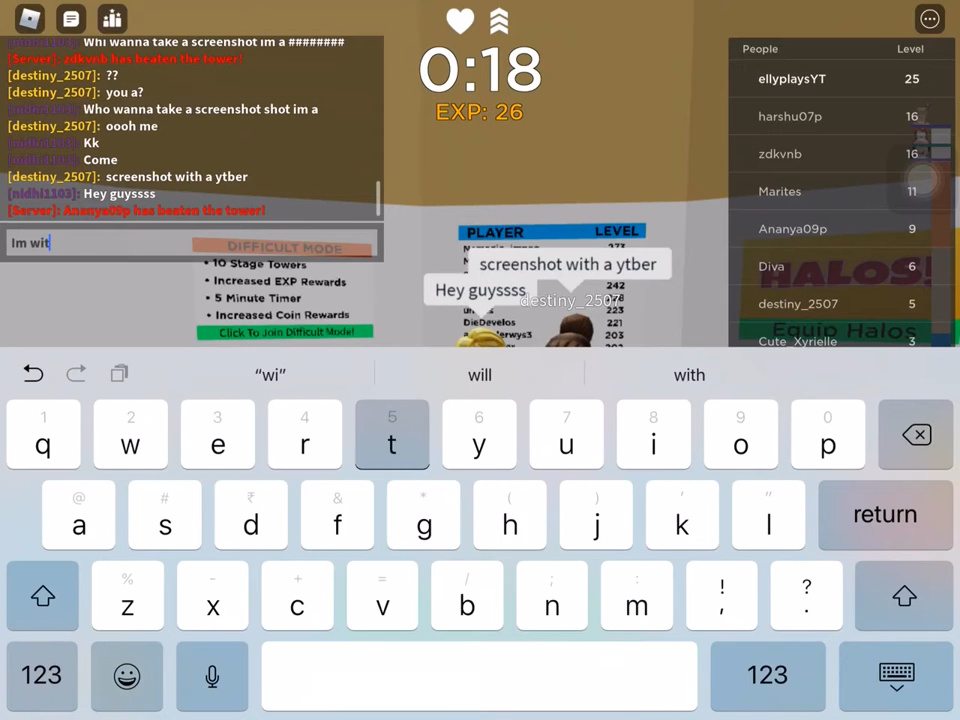 Whi wanna take a screenshot im a ########
[Server]: zdkvnb has beaten the tower!
[destiny_2507]: ??
[destiny_2507]: you a?
Who wanna take a screenshot shot im a
[destiny_2507]: oooh me
[nidhi1103]: Kk
[nidhi1103]: Come
[destiny_2507]: screenshot with a ytber
[nidhi1103]: Hey guyssss
[Server]: Ananya09p has beaten the tower!
Im wit
DIFFICULT MODE
• 10 Stage Towers
• Increased EXP Rewards
• 5 Minute Timer
• Increased Coin Rewards
Click To Join Difficult Mode!
0:18
EXP: 26
PLAYER LEVEL
273
screenshot with a ytber
242
Hey guyssss
destiny_2507
223
DieDevelos 221
203
People Level
ellyplaysYT 25
harshu07p 16
zdkvnb 16
Marites 11
Ananya09p 9
Diva 6
destiny_2507 5
Cute_Xyrielle 3
HALOS!
Equip Halos
“wi” will with
1 2 3 4 5 6 7 8 9 0
q w e r t y u i o p
@ # ₹ & * ( ) ' "
a s d f g h j k l return
% - + = / ; : ! ?
z x c v b n m , .
123 123